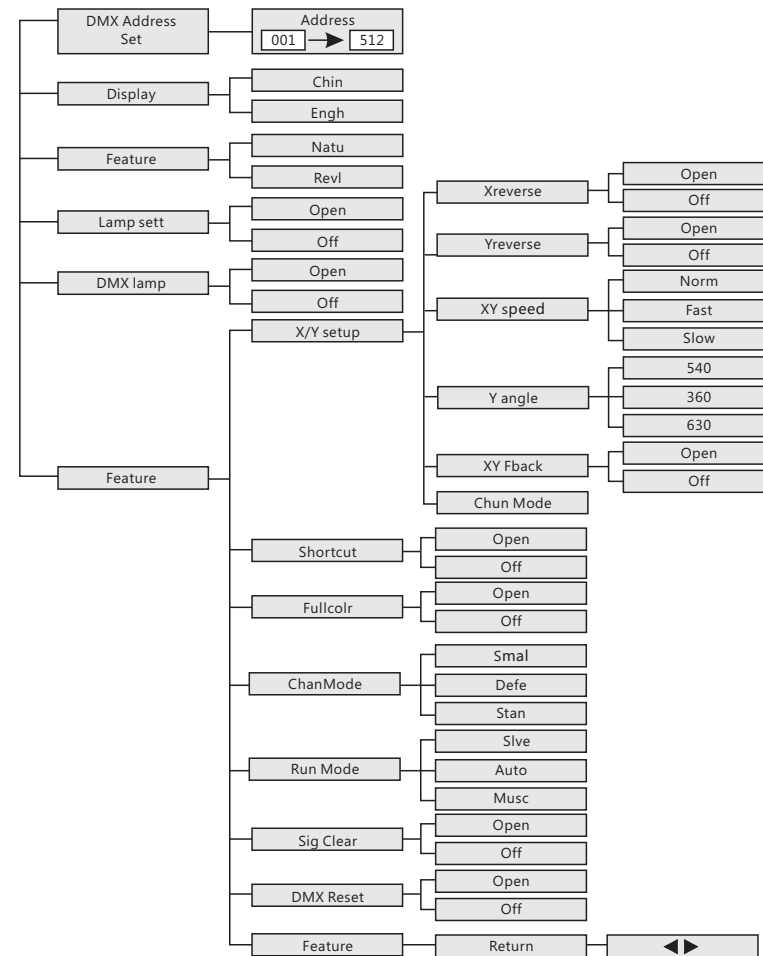 DMX Address
Set
Address
001
512
Display
Chin
Engh
Feature
Natu
Revl
Lamp sett
Open
Off
DMX lamp
Open
Off
Feature
X/Y setup
Xreverse
Open
Off
Yreverse
Open
Off
XY speed
Norm
Fast
Slow
Y angle
540
360
630
XY Fback
Open
Off
Chun Mode
Shortcut
Open
Off
Fullcolr
Open
Off
ChanMode
Smal
Defe
Stan
Run Mode
Slve
Auto
Musc
Sig Clear
Open
Off
DMX Reset
Open
Off
Feature
Return